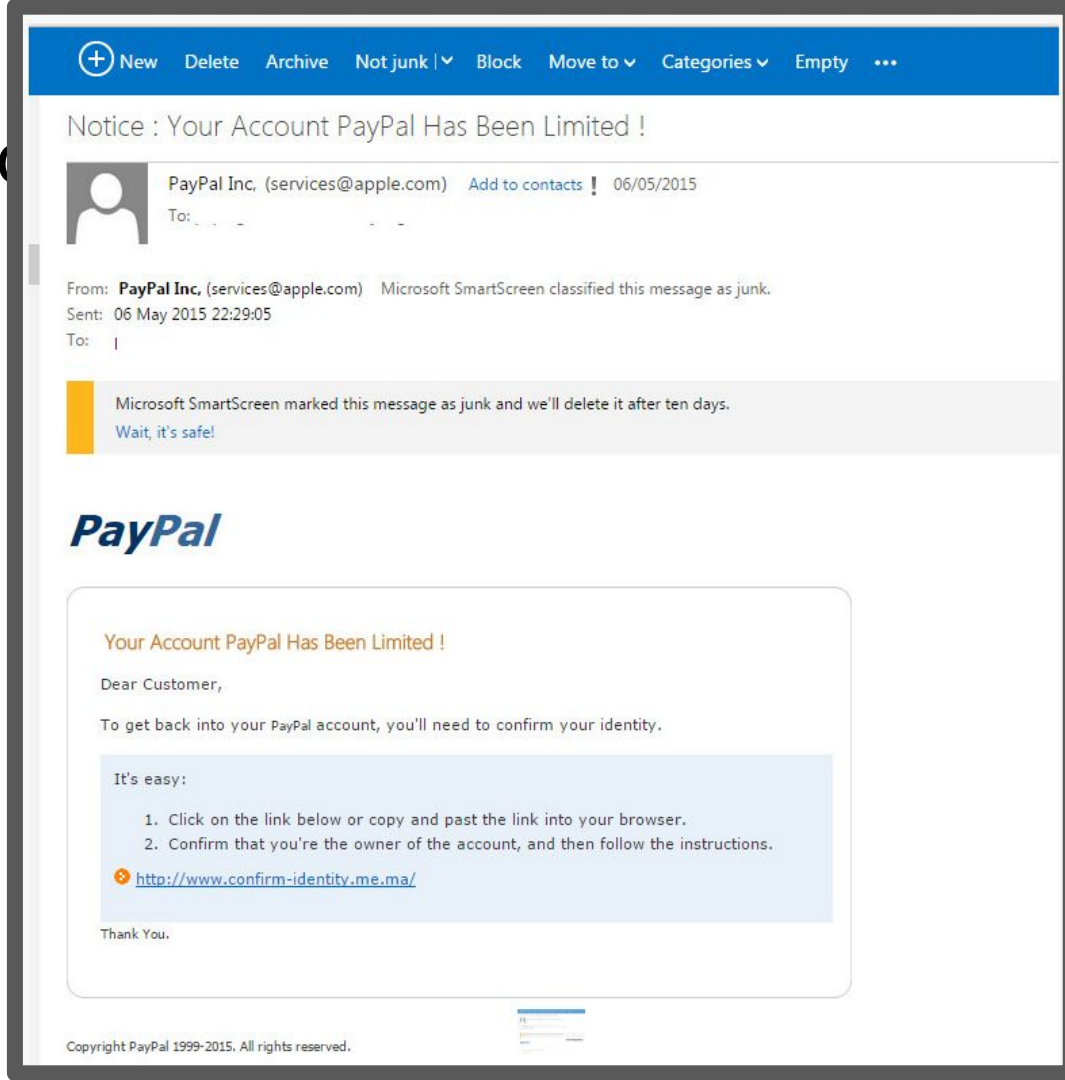 New Delete Archive Not junk | Block Move to Categories Empty •••
Notice : Your Account PayPal Has Been Limited !
PayPal Inc, (services@apple.com) Add to contacts ! 06/05/2015
To:
From: PayPal Inc, (services@apple.com) Microsoft SmartScreen classified this message as junk.
Sent: 06 May 2015 22:29:05
To:
Microsoft SmartScreen marked this message as junk and we'll delete it after ten days.
Wait, it's safe!
PayPal
Your Account PayPal Has Been Limited !
Dear Customer,
To get back into your PayPal account, you'll need to confirm your identity.
It's easy:
1. Click on the link below or copy and past the link into your browser.
2. Confirm that you're the owner of the account, and then follow the instructions.
http://www.confirm-identity.me.ma/
Thank You.
Copyright PayPal 1999-2015. All rights reserved.